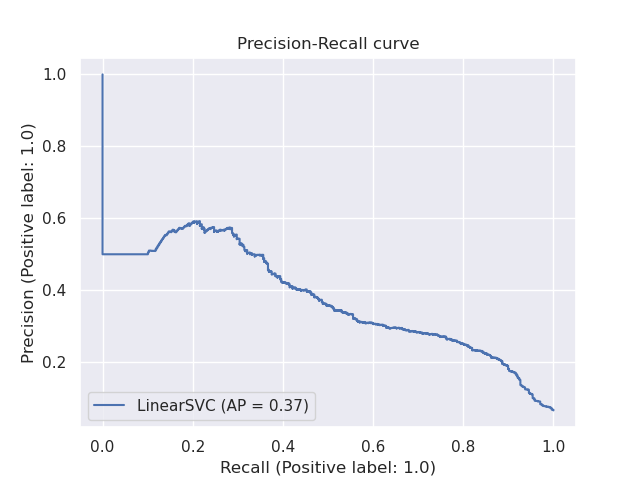 Precision-Recall curve
1.0
0.8
0.6
0.4
0.2
Precision (Positive label: 1.0)
LinearSVC (AP = 0.37)
0.0 0.2 0.4 0.6 0.8 1.0
Recall (Positive label: 1.0)